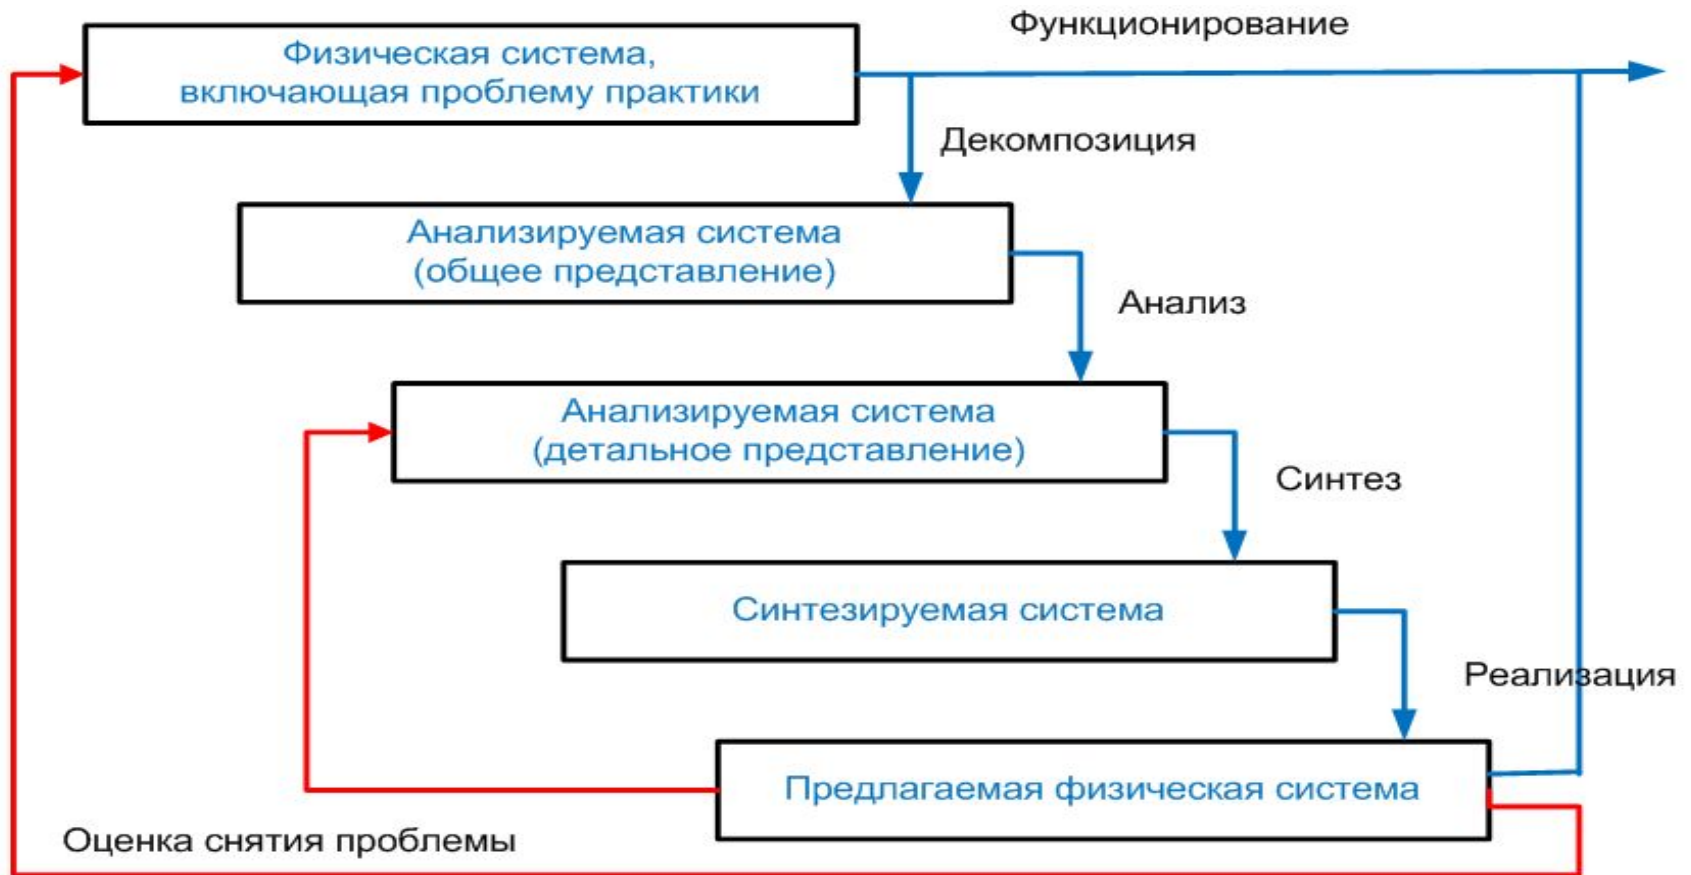 Функционирование
Физическая система,
включающая проблему практики
Декомпозиция
Анализируемая система
(общее представление)
Анализ
Анализируемая система
(детальное представление)
Синтез
Синтезируемая система
Реализация
Предлагаемая физическая система
Оценка снятия проблемы